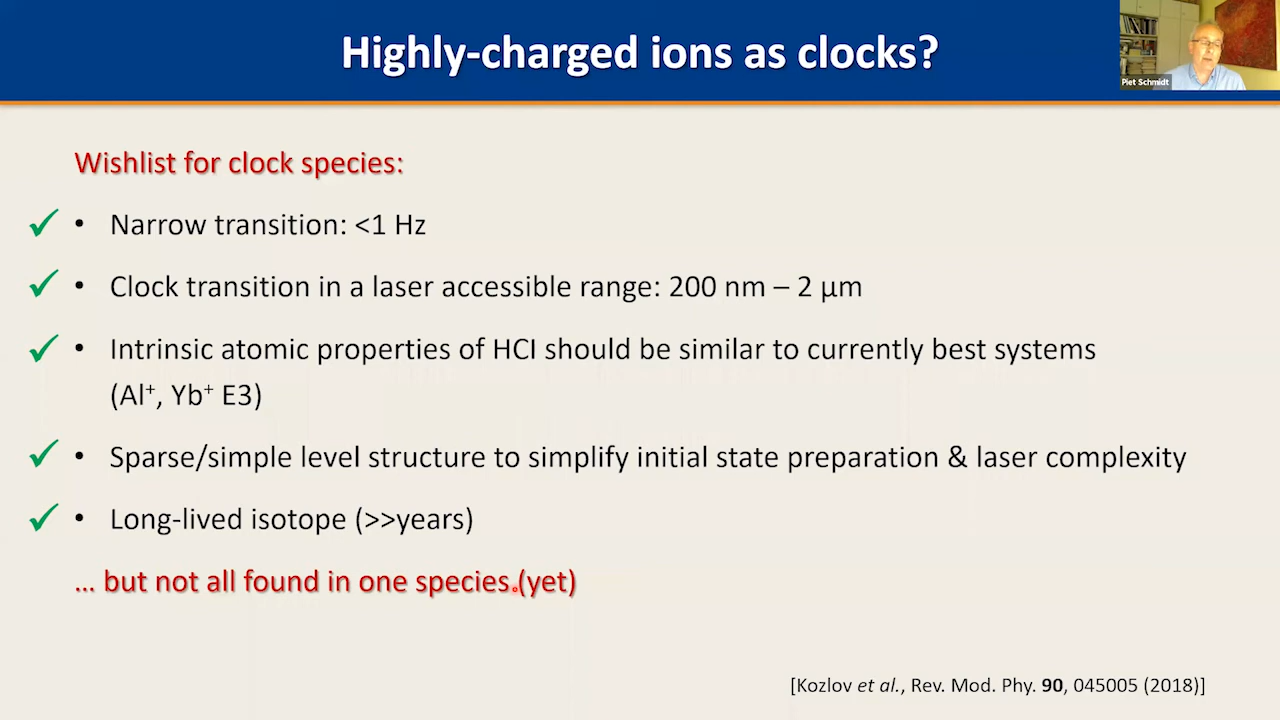 Highly-charged ions as clocks?
Piet Schmidt
Wishlist for clock species:
✓ • Narrow transition: <1 Hz
✓ • Clock transition in a laser accessible range: 200 nm – 2 µm
✓ • Intrinsic atomic properties of HCI should be similar to currently best systems
(Al⁺, Yb⁺ E3)
✓ • Sparse/simple level structure to simplify initial state preparation & laser complexity
✓ • Long-lived isotope (>>years)
... but not all found in one species (yet)
[Kozlov et al., Rev. Mod. Phy. 90, 045005 (2018)]